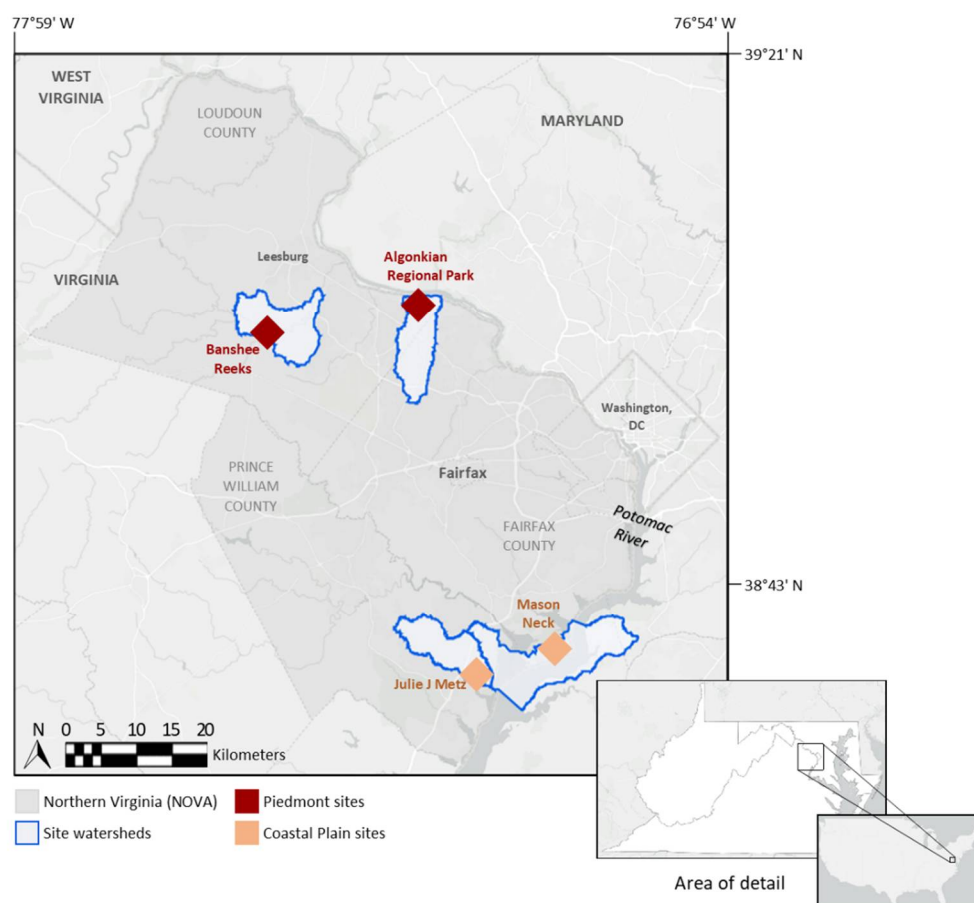 77°59' W
76°54' W
39°21' N
WEST
VIRGINIA
LOUDOUN
COUNTY
MARYLAND
Leesburg
Algonkian
Regional Park
VIRGINIA
Banshee
Reeks
Washington,
DC
PRINCE
WILLIAM
COUNTY
Fairfax
Potomac
River
FAIRFAX
COUNTY
38°43' N
Mason
Neck
Julie J Metz
N
0 5 10 15 20
Kilometers
Northern Virginia (NOVA)
Piedmont sites
Site watersheds
Coastal Plain sites
Area of detail